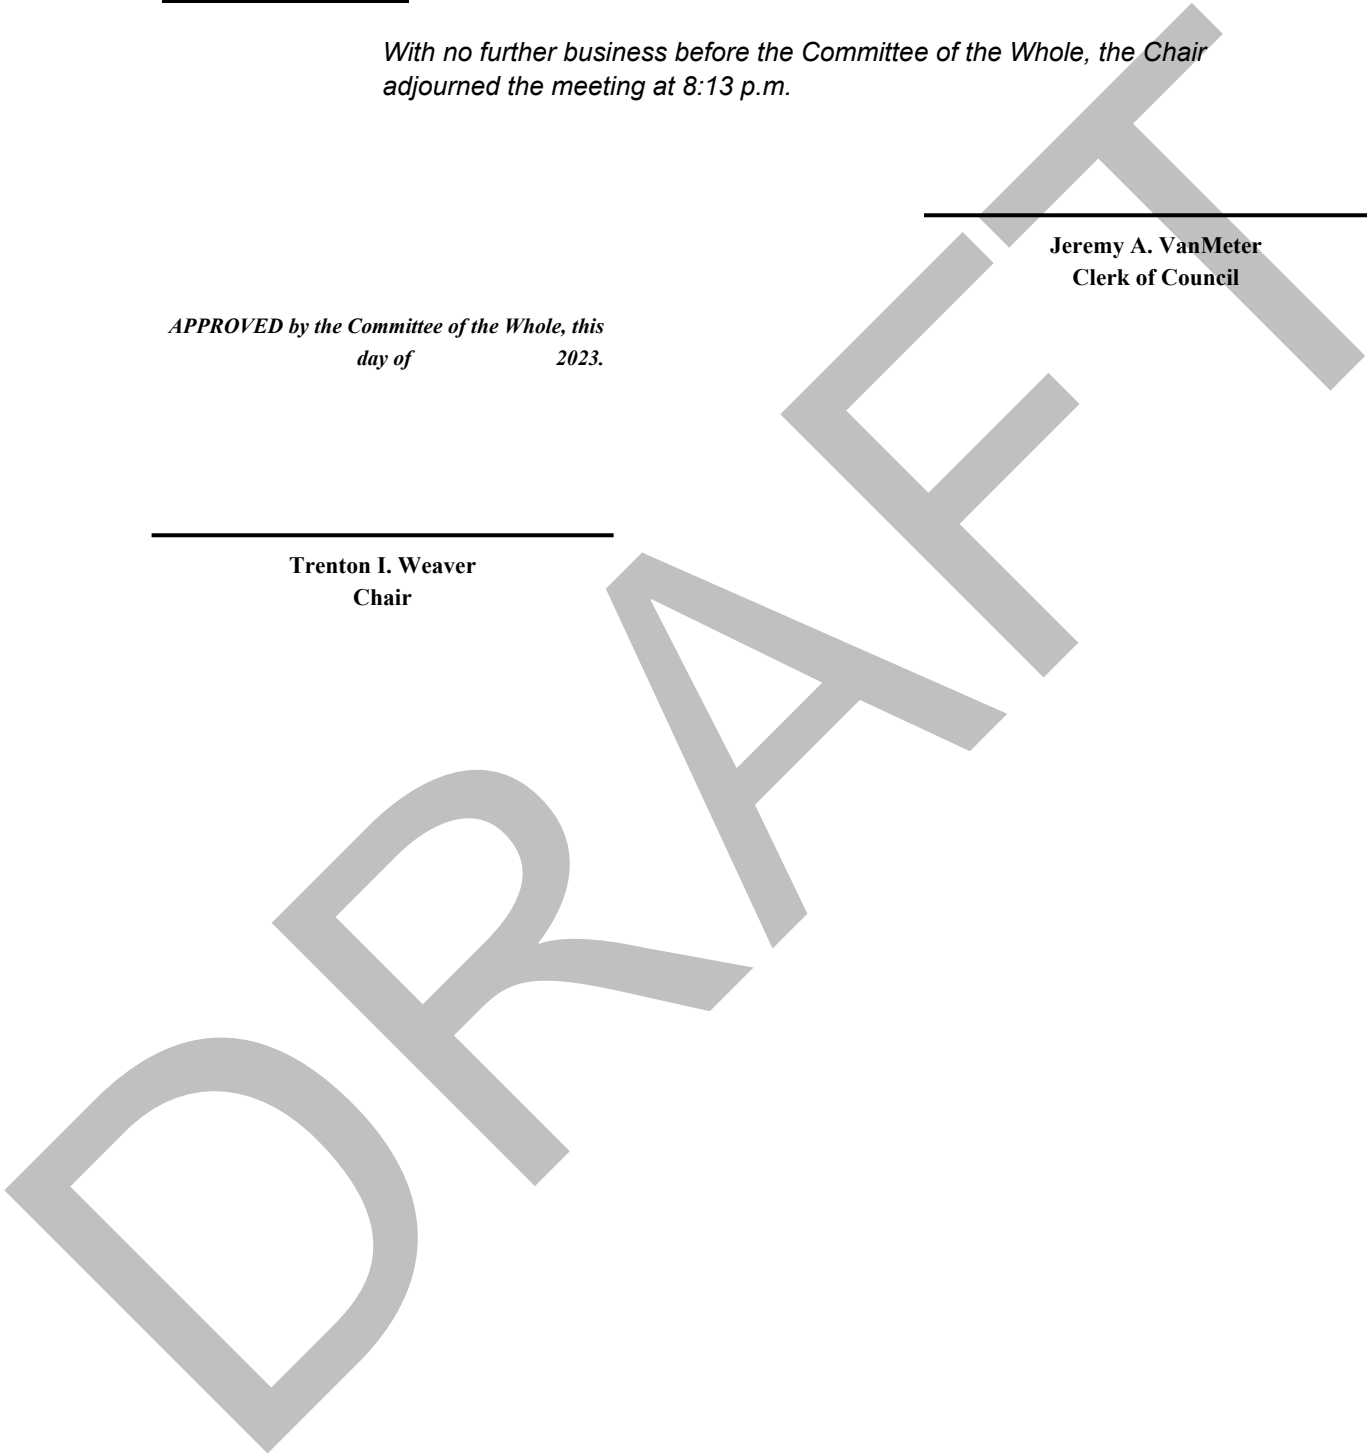 With no further business before the Committee of the Whole, the Chair
adjourned the meeting at 8:13 p.m.
Jeremy A. VanMeter
Clerk of Council
APPROVED by the Committee of the Whole, this
day of 2023.
Trenton I. Weaver
Chair
DRAFT